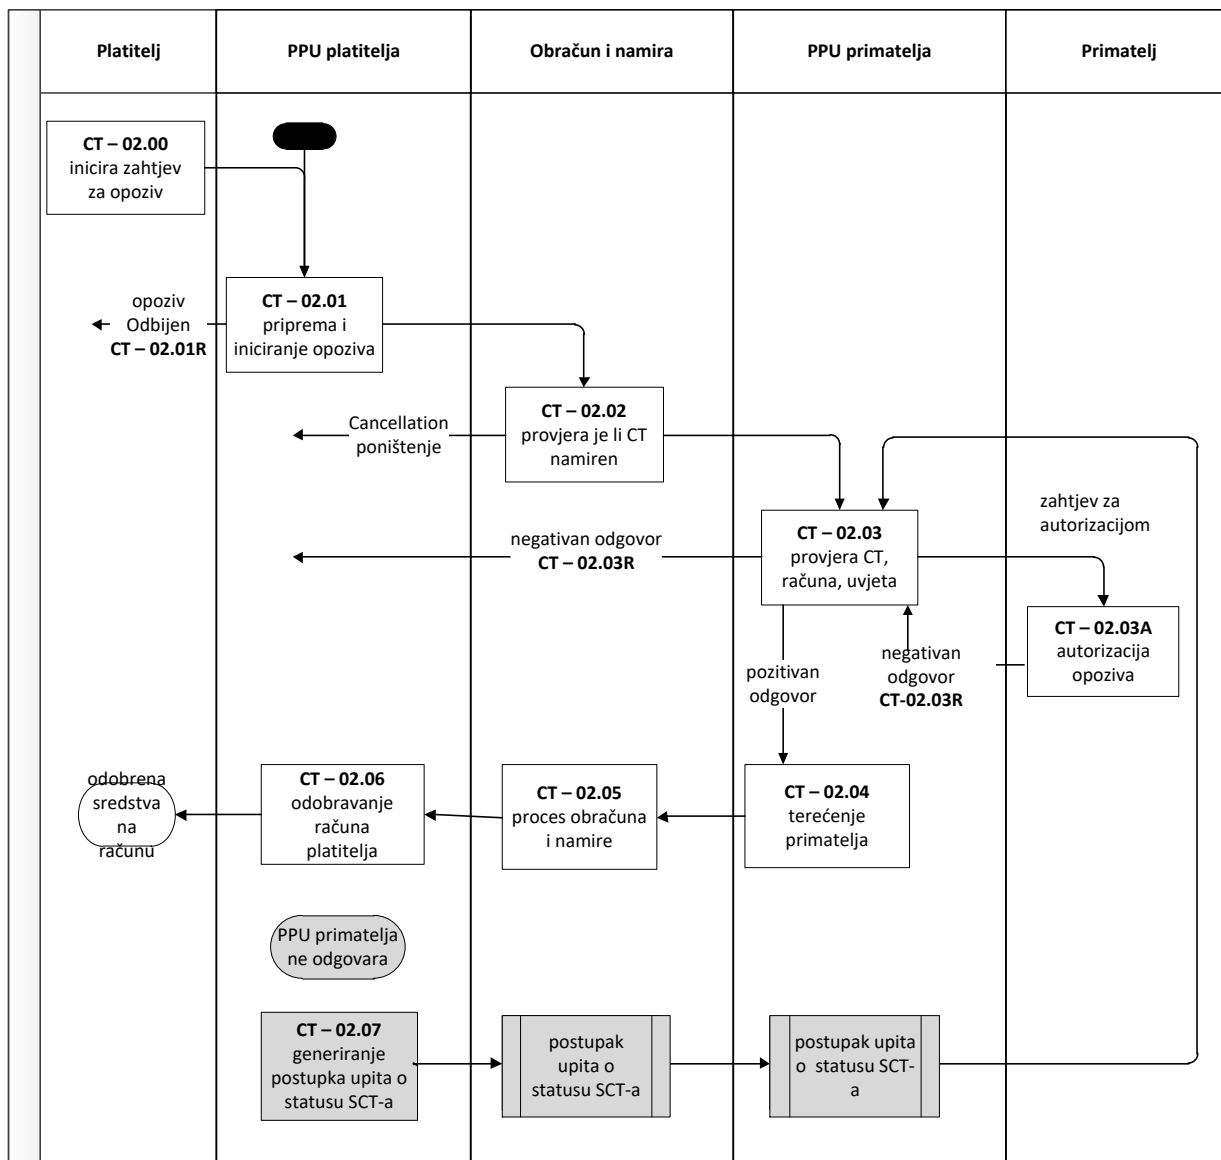 Platitelj
PPU platitelja
Obračun i namira
PPU primatelja
Primatelj
CT – 02.00
inicira zahtjev
za opoziv
opoziv
Odbijen
CT – 02.01R
CT – 02.01
priprema i
iniciranje opoziva
Cancellation
poništenje
CT – 02.02
provjera je li CT
namiren
negativan odgovor
CT – 02.03R
CT – 02.03
provjera CT,
računa, uvjeta
zahtjev za
autorizacijom
CT – 02.03A
autorizacija
opoziva
negativan
odgovor
CT-02.03R
pozitivan
odgovor
odobrena
sredstva
na
računu
CT – 02.06
odobravanje
računa
platitelja
CT – 02.05
proces obračuna
i namire
CT – 02.04
terećenje
primatelja
PPU primatelja
ne odgovara
CT – 02.07
generiranje
postupka upita o
statusu SCT-a
postupak
upita o
statusu SCT-a
postupak upita
o statusu SCT-
a